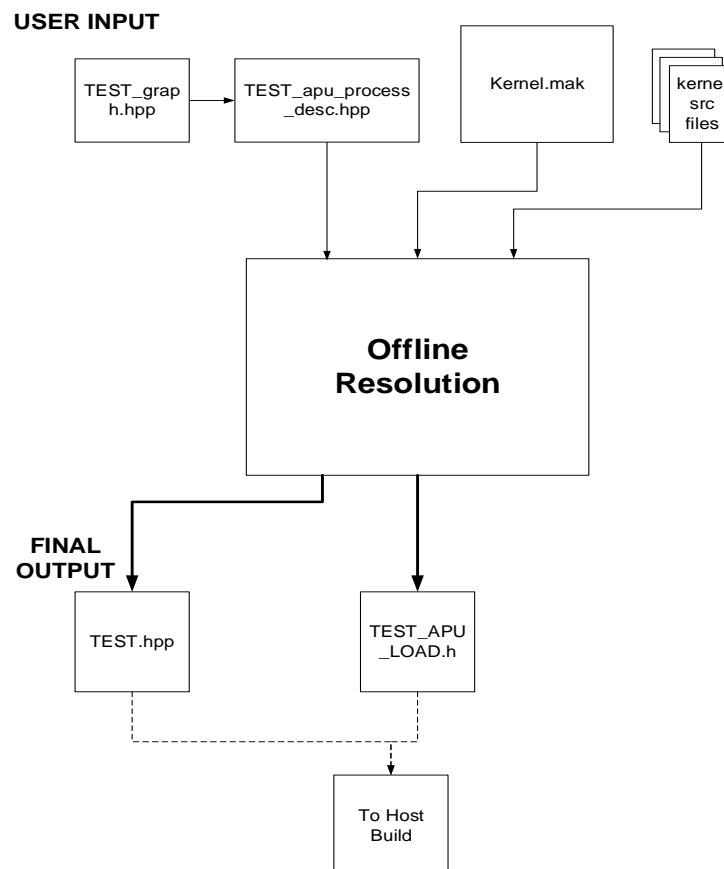 USER INPUT
TEST_grap
h.hpp
TEST_apu_process
_desc.hpp
Kernel.mak
kerne
src
files
Offline
Resolution
FINAL
OUTPUT
TEST.hpp
TEST_APU
_LOAD.h
To Host
Build